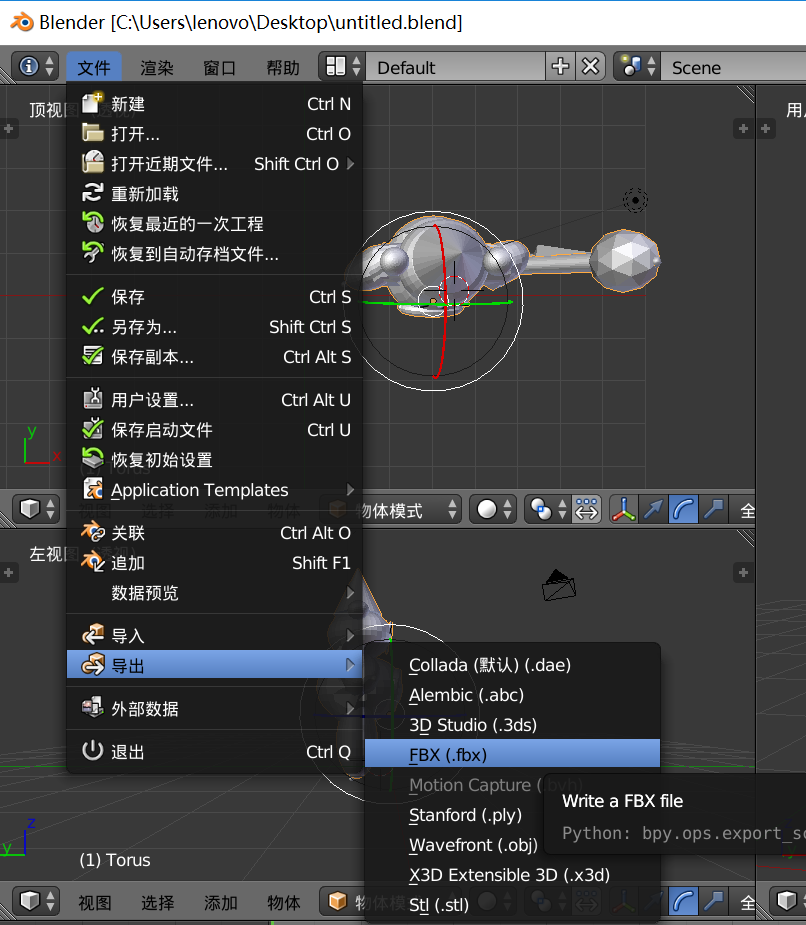 Blender [C:\Users\lenovo\Desktop\untitled.blend]
文件 渲染 窗口 帮助 Default Scene
顶视图
新建 Ctrl N
打开... Ctrl O
打开近期文件... Shift Ctrl O
重新加载
恢复最近的一次工程
恢复到自动存档文件...
保存 Ctrl S
另存为... Shift Ctrl S
保存副本... Ctrl Alt S
用户设置... Ctrl Alt U
保存启动文件 Ctrl U
恢复初始设置
Application Templates
关联 Ctrl Alt O
追加 Shift F1
数据预览
导入
导出
外部数据
退出 Ctrl Q
y
x
物体模式
全
左视图
用
Collada (默认) (.dae)
Alembic (.abc)
3D Studio (.3ds)
FBX (.fbx)
Motion Capture (.bvh)
Stanford (.ply)
Wavefront (.obj)
X3D Extensible 3D (.x3d)
Stl (.stl)
Write a FBX file
Python: bpy.ops.export_sc
z
y
(1) Torus
视图 选择 添加 物体 物体模 全